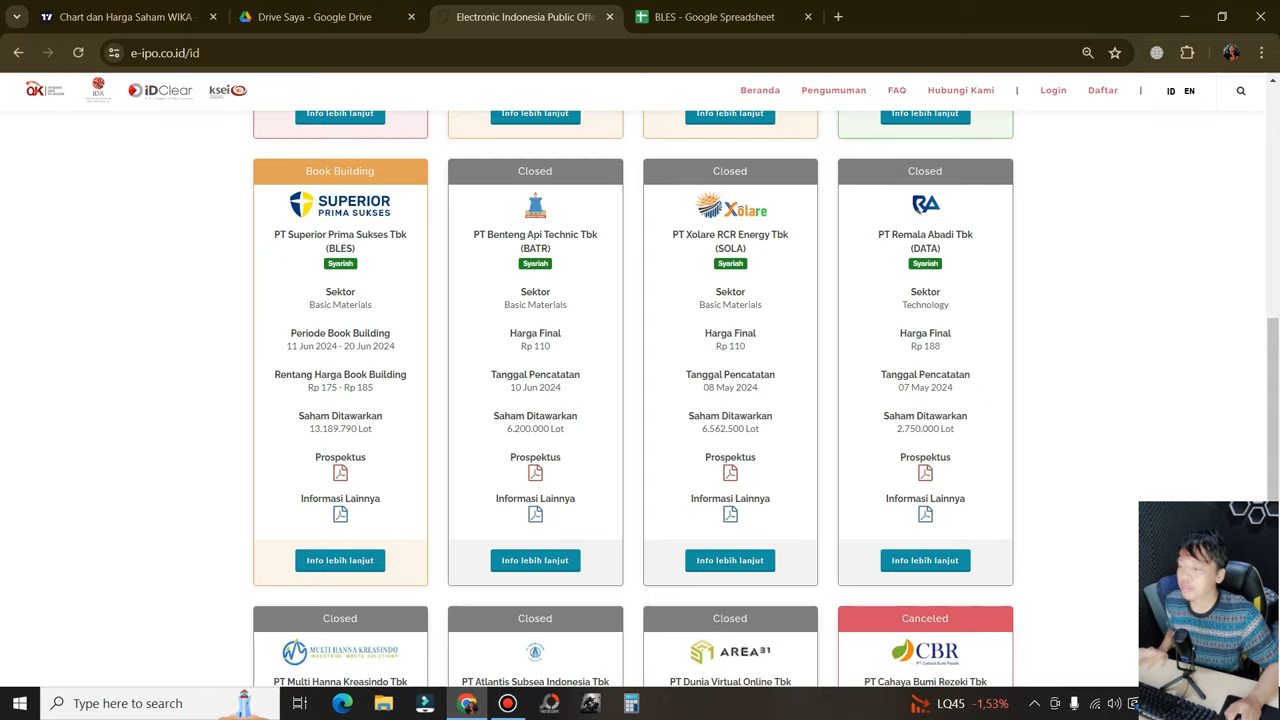 Chart dan Harga Saham WIKA
Drive Saya - Google Drive
Electronic Indonesia Public Offe
BLES - Google Spreadsheet
e-ipo.co.id/id
IDX
iDClear
ksei
Beranda
Pengumuman
FAQ
Hubungi Kami
|
Login
Daftar
|
ID
EN
Info lebih lanjut
Info lebih lanjut
Info lebih lanjut
Info lebih lanjut
Book Building
SUPERIOR
PRIMA SUKSES
PT Superior Prima Sukses Tbk
(BLES)
Syariah
Sektor
Basic Materials
Periode Book Building
11 Jun 2024 - 20 Jun 2024
Rentang Harga Book Building
Rp 175 - Rp 185
Saham Ditawarkan
13.189.790 Lot
Prospektus
Informasi Lainnya
Info lebih lanjut
Closed
PT Benteng Api Technic Tbk
(BATR)
Syariah
Sektor
Basic Materials
Harga Final
Rp 110
Tanggal Pencatatan
10 Jun 2024
Saham Ditawarkan
6.200.000 Lot
Prospektus
Informasi Lainnya
Info lebih lanjut
Closed
Xolare
PT Xolare RCR Energy Tbk
(SOLA)
Syariah
Sektor
Basic Materials
Harga Final
Rp 110
Tanggal Pencatatan
08 May 2024
Saham Ditawarkan
6.562.500 Lot
Prospektus
Informasi Lainnya
Info lebih lanjut
Closed
RA
PT Remala Abadi Tbk
(DATA)
Syariah
Sektor
Technology
Harga Final
Rp 188
Tanggal Pencatatan
07 May 2024
Saham Ditawarkan
2.750.000 Lot
Prospektus
Informasi Lainnya
Info lebih lanjut
Closed
MULTI HANNA KREASINDO
INDUSTRIAL WASTE SOLUTIONS
PT Multi Hanna Kreasindo Tbk
Closed
PT Atlantis Subsea Indonesia Tbk
Closed
AREA31
PT Dunia Virtual Online Tbk
Canceled
CBR
PT Cahaya Bumi Rezeki Tbk
Type here to search
LQ45 -1,53%